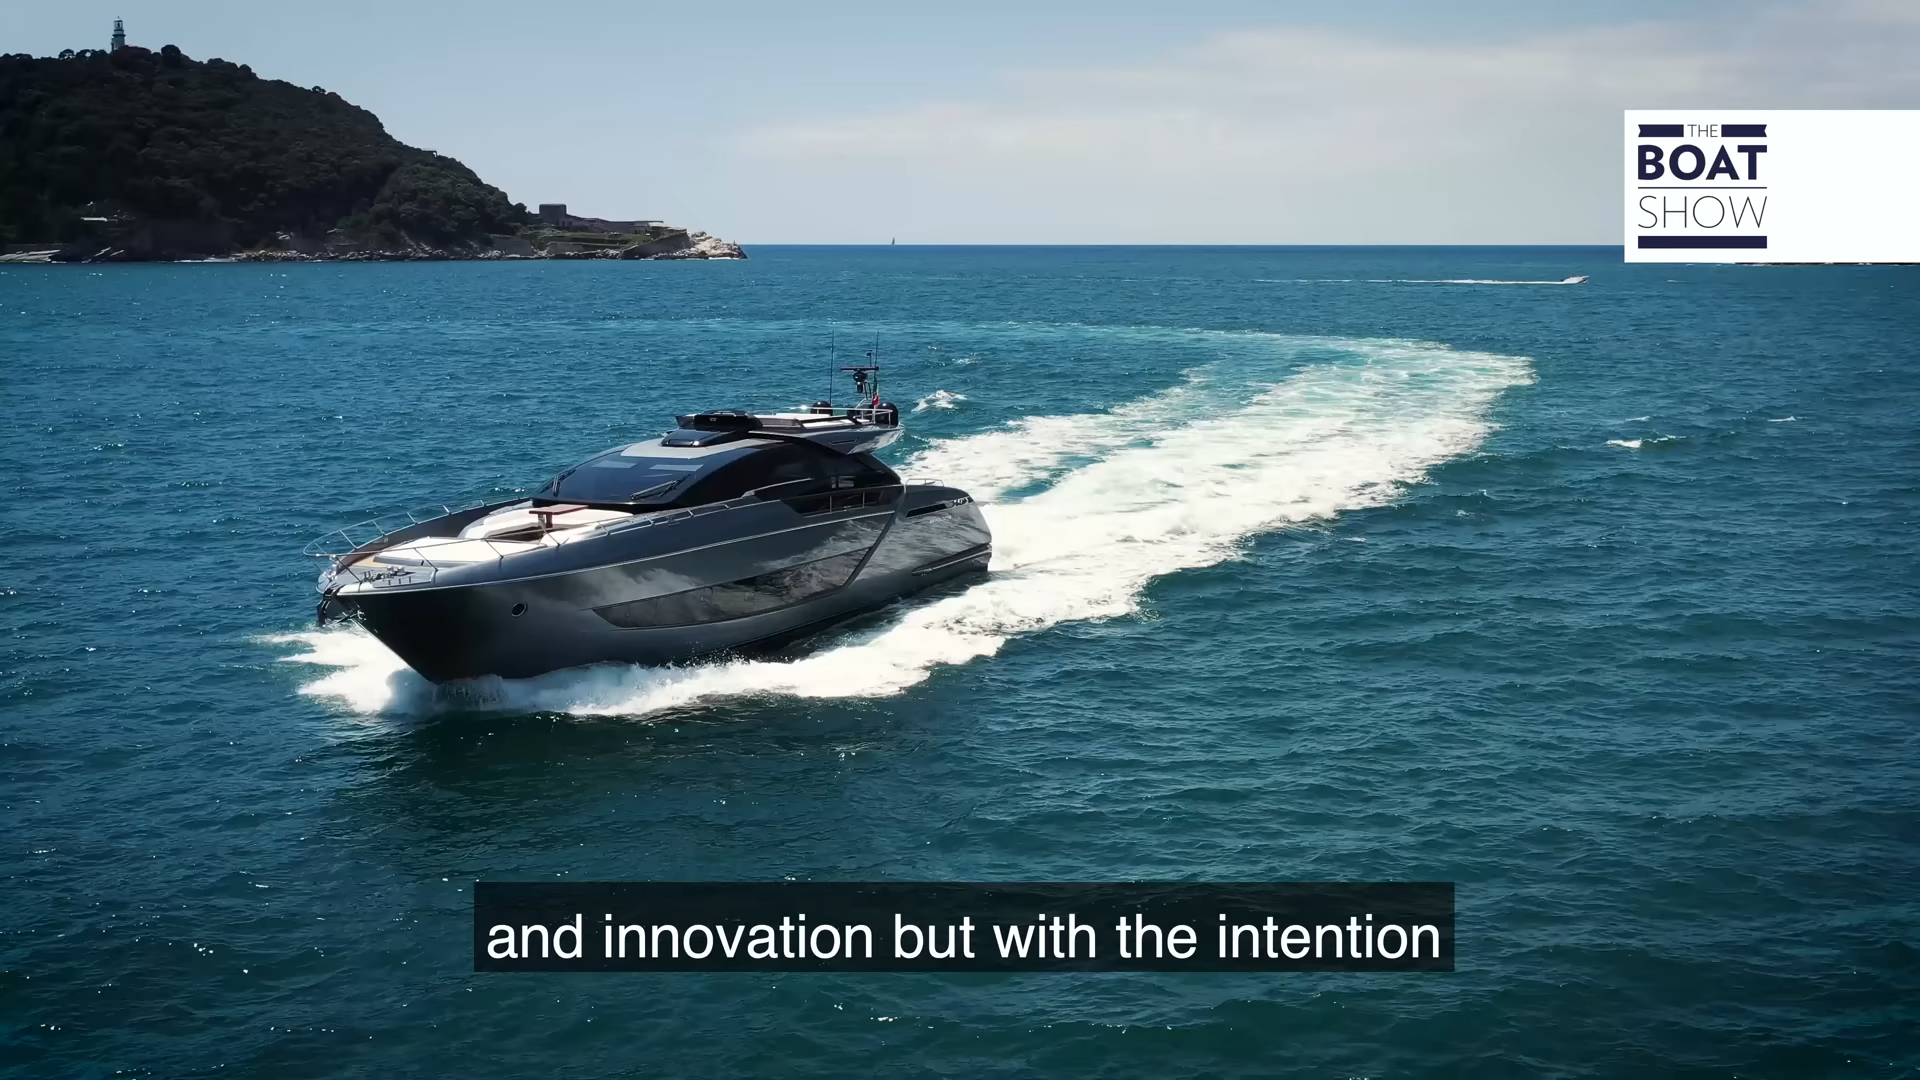 THE
BOAT
SHOW
and innovation but with the intention